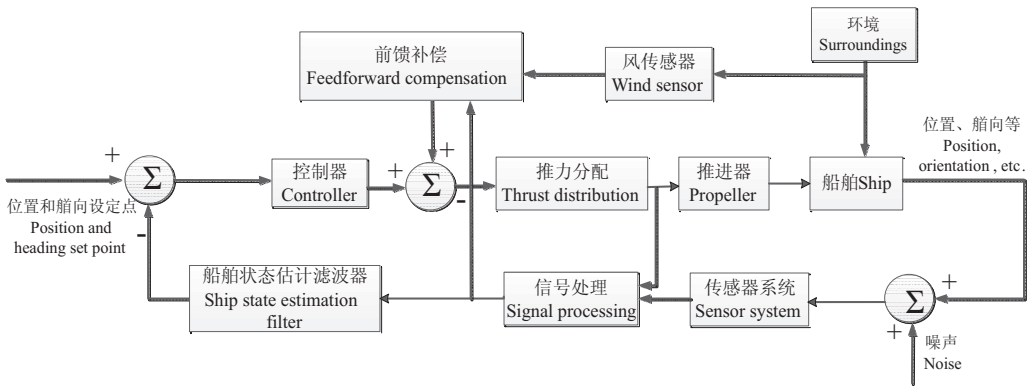 环境
Surroundings
前馈补偿
Feedforward compensation
风传感器
Wind sensor
位置、艏向等
Position,
orientation , etc.
+
+
+
控制器
Controller
Σ
Σ
推力分配
Thrust distribution
推进器
Propeller
船舶Ship
-
位置和艏向设定点
Position and
heading set point
-
船舶状态估计滤波器
Ship state estimation
filter
信号处理
Signal processing
传感器系统
Sensor system
Σ
+
+
噪声
Noise